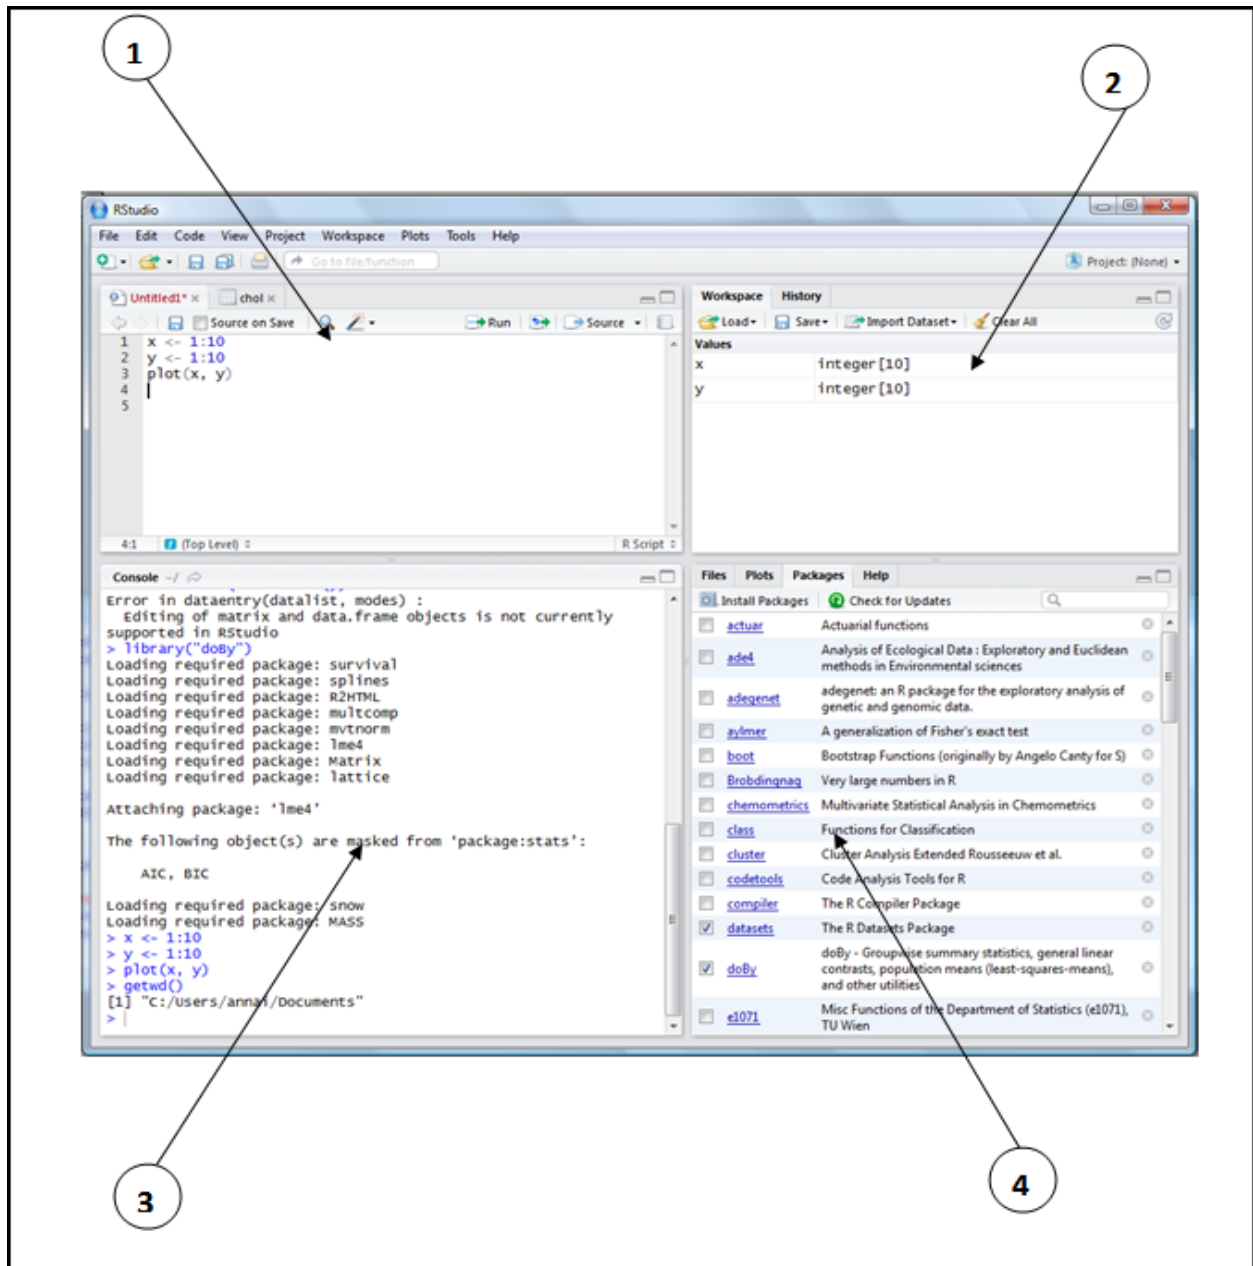 1
2
RStudio
File Edit Code View Project Workspace Plots Tools Help
Go to file/function
Project: (None)
Untitled1* chol
Source on Save Run Source
1 x <- 1:10
2 y <- 1:10
3 plot(x, y)
4
5
4:1 (Top Level) R Script
Workspace History
Load Save Import Dataset Clear All
Values
x integer[10]
y integer[10]
Console ~/
Error in dataentry(datalist, modes) :
Editing of matrix and data.frame objects is not currently
supported in RStudio
> library("doBy")
Loading required package: survival
Loading required package: splines
Loading required package: R2HTML
Loading required package: multcomp
Loading required package: mvtnorm
Loading required package: lme4
Loading required package: Matrix
Loading required package: lattice
Attaching package: ‘lme4’
The following object(s) are masked from ‘package:stats’:
AIC, BIC
Loading required package: snow
Loading required package: MASS
> x <- 1:10
> y <- 1:10
> plot(x, y)
> getwd()
[1] "C:/Users/annaf/Documents"
>
Files Plots Packages Help
Install Packages Check for Updates
actuar Actuarial functions
ade4 Analysis of Ecological Data : Exploratory and Euclidean
methods in Environmental sciences
adegenet adegenet: an R package for the exploratory analysis of
genetic and genomic data.
aylmer A generalization of Fisher's exact test
boot Bootstrap Functions (originally by Angelo Canty for S)
Brobdingnag Very large numbers in R
chemometrics Multivariate Statistical Analysis in Chemometrics
class Functions for Classification
cluster Cluster Analysis Extended Rousseeuw et al.
codetools Code Analysis Tools for R
compiler The R Compiler Package
datasets The R Datasets Package
doBy doBy - Groupwise summary statistics, general linear
contrasts, population means (least-squares-means),
and other utilities
e1071 Misc Functions of the Department of Statistics (e1071),
TU Wien
3
4